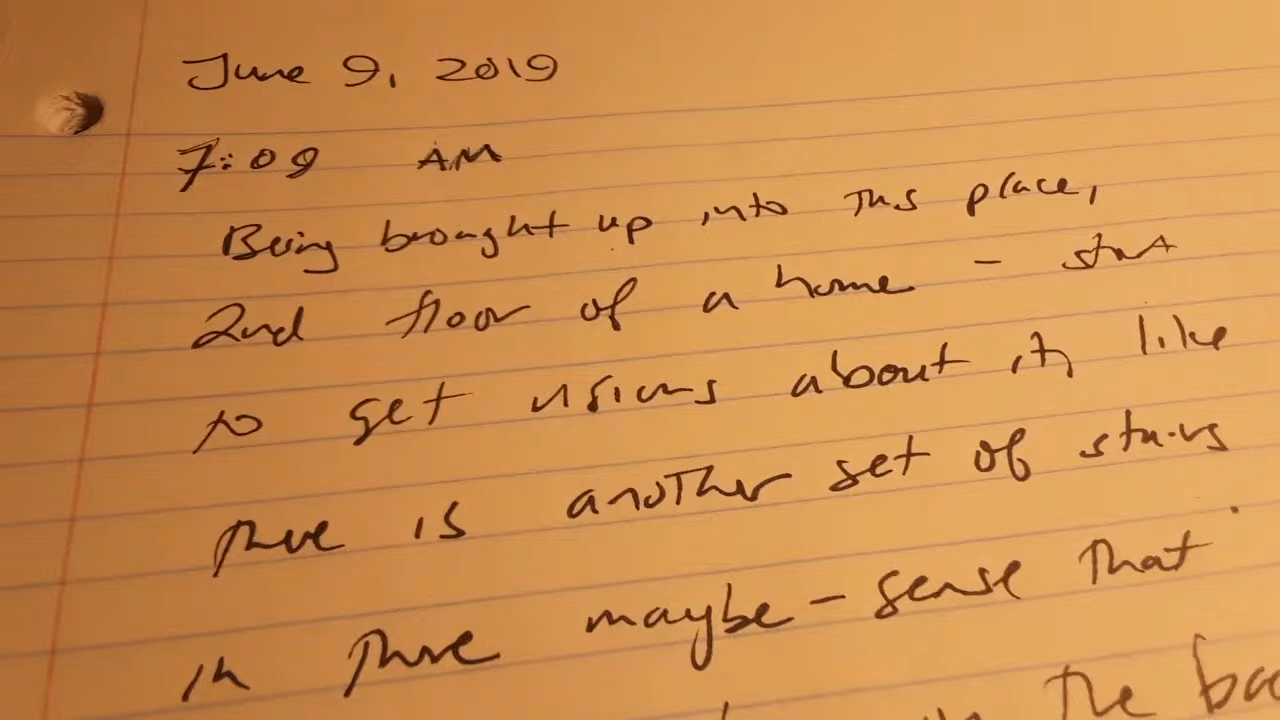 June 9, 2019
7:09 AM
Being brought up into this place,
2nd floor of a home - start
to get visions about it, like
there is another set of stairs
in there maybe - sense that
the bac